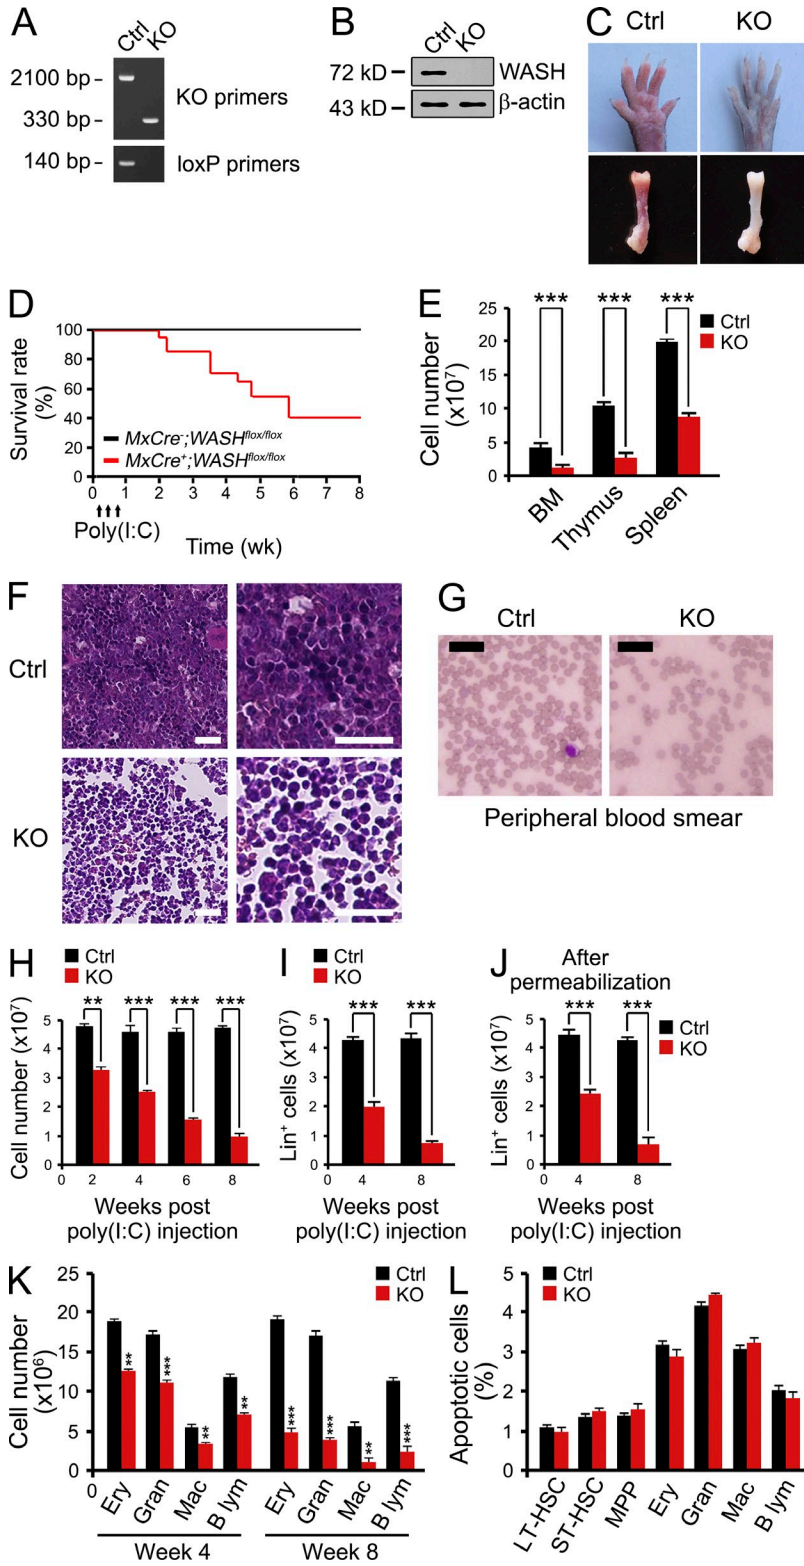 A
Ctrl
KO
2100 bp
330 bp
KO primers
140 bp
loxP primers
B
Ctrl
KO
72 kD
WASH
43 kD
β-actin
C
Ctrl
KO
D
Survival rate
(%)
100
80
60
40
20
0
MxCre⁻;WASHflox/flox
MxCre⁺;WASHflox/flox
0 1 2 3 4 5 6 7 8
Poly(I:C)
Time (wk)
E
Cell number
(x10⁷)
25
20
15
10
5
0
*** *** ***
Ctrl
KO
BM
Thymus
Spleen
F
Ctrl
KO
G
Ctrl
KO
Peripheral blood smear
H
Ctrl
KO
Cell number (x10⁷)
5
4
3
2
1
0
** *** *** ***
0 2 4 6 8
Weeks post
poly(I:C) injection
I
Ctrl
KO
Lin⁺ cells (x10⁷)
5
4
3
2
1
0
*** ***
0 4 8
Weeks post
poly(I:C) injection
J
After
permeabilization
Ctrl
KO
Lin⁺ cells (x10⁷)
5
4
3
2
1
0
*** ***
0 4 8
Weeks post
poly(I:C) injection
K
Ctrl
KO
Cell number
(x10⁶)
25
20
15
10
5
0
** *** ** ** *** *** ** ***
0
Ery
Gran
Mac
B lym
Ery
Gran
Mac
B lym
Week 4
Week 8
L
Ctrl
KO
Apoptotic cells
(%)
5
4
3
2
1
0
LT-HSC
ST-HSC
MPP
Ery
Gran
Mac
B lym